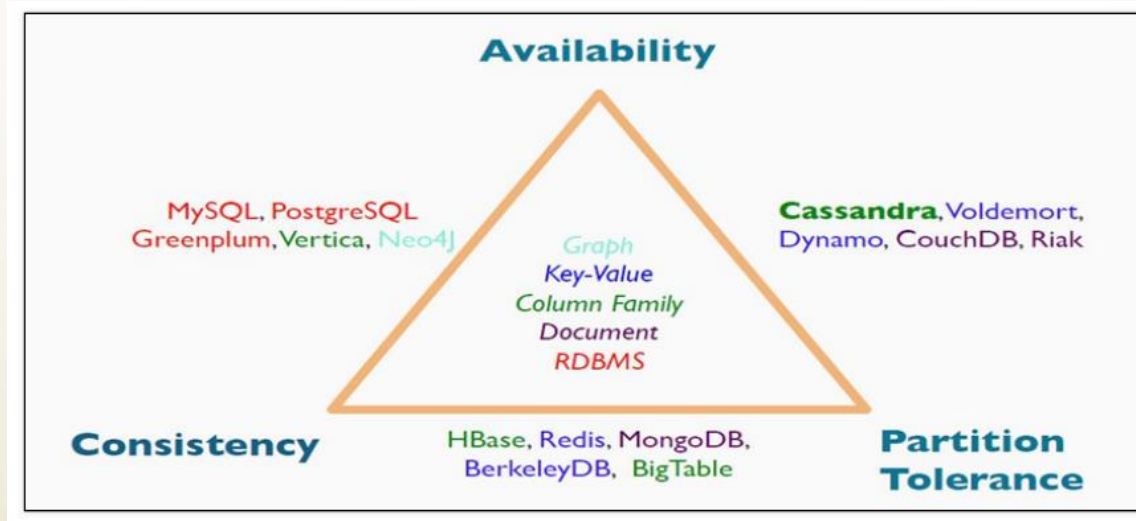 Availability
MySQL, PostgreSQL
Greenplum, Vertica, Neo4J
Cassandra, Voldemort,
Dynamo, CouchDB, Riak
Graph
Key-Value
Column Family
Document
RDBMS
Consistency
HBase, Redis, MongoDB,
BerkeleyDB, BigTable
Partition
Tolerance